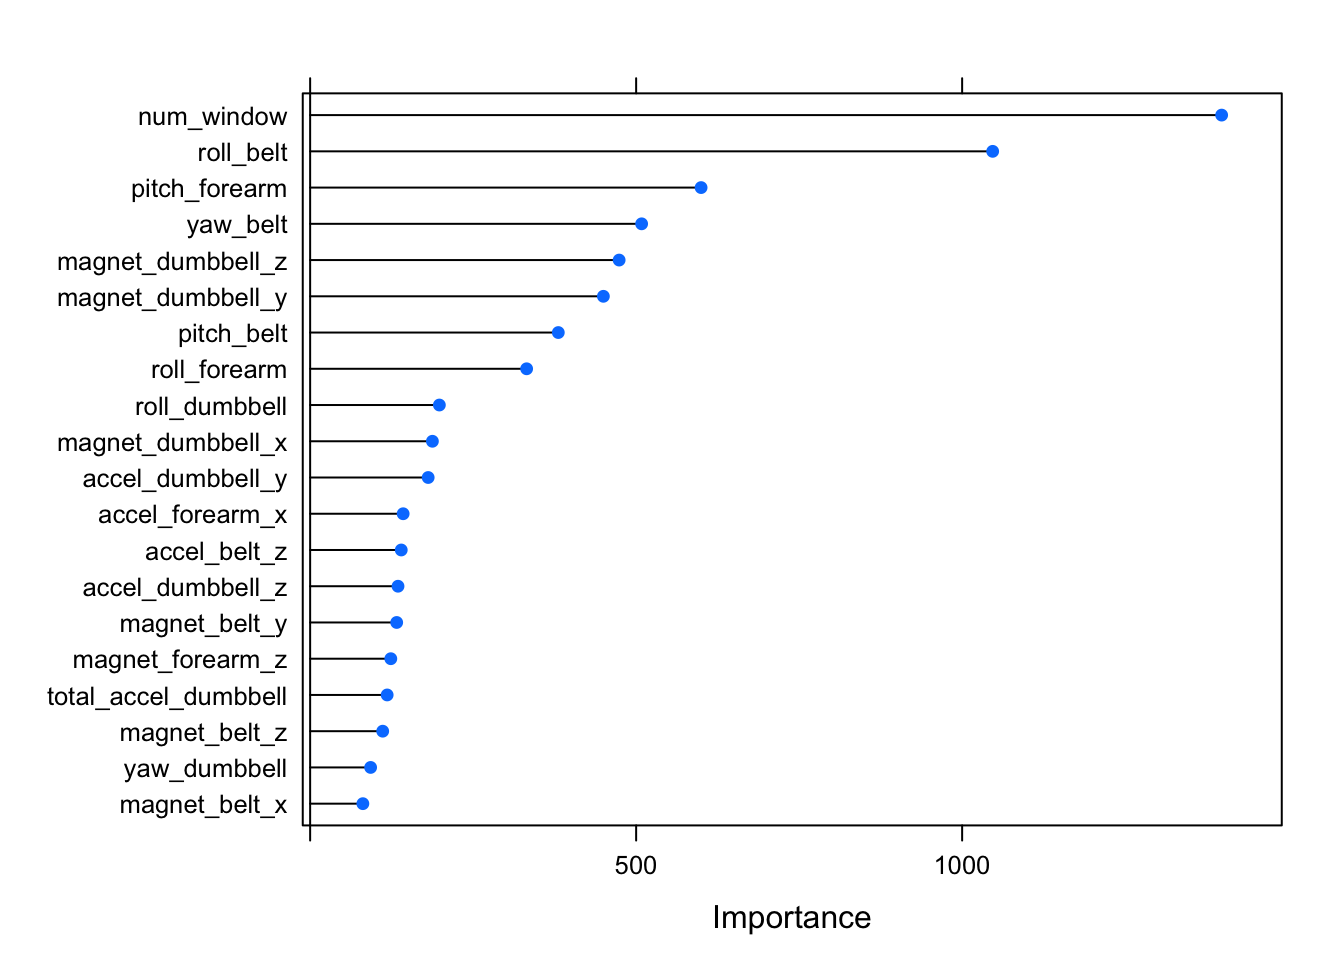 num_window
roll_belt
pitch_forearm
yaw_belt
magnet_dumbbell_z
magnet_dumbbell_y
pitch_belt
roll_forearm
roll_dumbbell
magnet_dumbbell_x
accel_dumbbell_y
accel_forearm_x
accel_belt_z
accel_dumbbell_z
magnet_belt_y
magnet_forearm_z
total_accel_dumbbell
magnet_belt_z
yaw_dumbbell
magnet_belt_x
500 1000
Importance